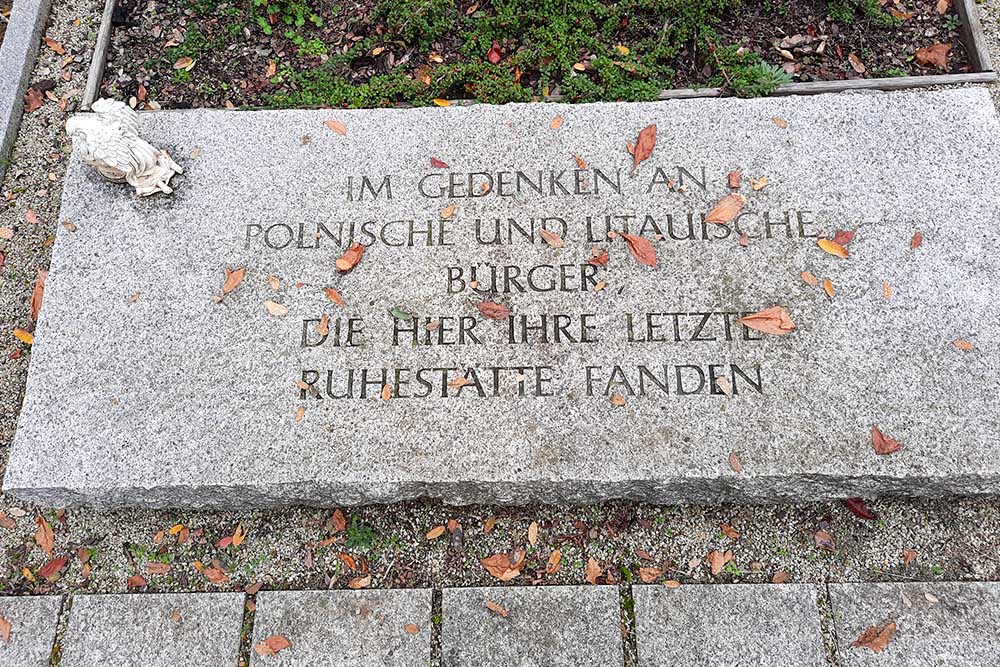 IM GEDENKEN AN
POLNISCHE UND LITAUISCHE
BÜRGER,
DIE HIER IHRE LETZTE
RUHESTÄTTE FANDEN